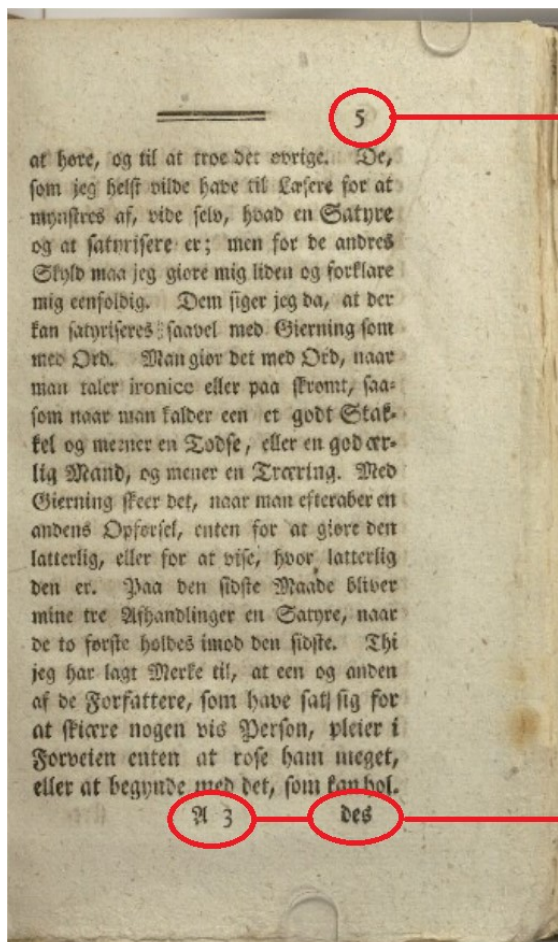 5
at høre, og til at troe det øvrige. De,
som jeg helst vilde have til Læsere for at
mynstres af, vide selv, hvad en Satyre
og at satyrisere er; men for de andres
Skyld maa jeg giøre mig liden og forklare
mig eenfoldig. Dem siger jeg da, at der
kan satyriseres saavel med Gierning som
med Ord. Man giør det med Ord, naar
man taler ironice eller paa skromt, saa-
som naar man kalder een et godt Stak-
kel og mener en Todse, eller en god ær-
lig Mand, og mener en Træring. Med
Gierning skeer det, naar man efteraber en
andens Opførsel, enten for at giøre den
latterlig, eller for at vise, hvor latterlig
den er. Paa den sidste Maade bliver
mine tre Afhandlinger en Satyre, naar
de to første holdes imod den sidste. Thi
jeg har lagt Merke til, at een og anden
af de Forfattere, som have sat sig for
at skiære nogen vis Person, pleier i
Forveien enten at rose ham meget,
eller at begynde med det, som kan hol-
A 3 des